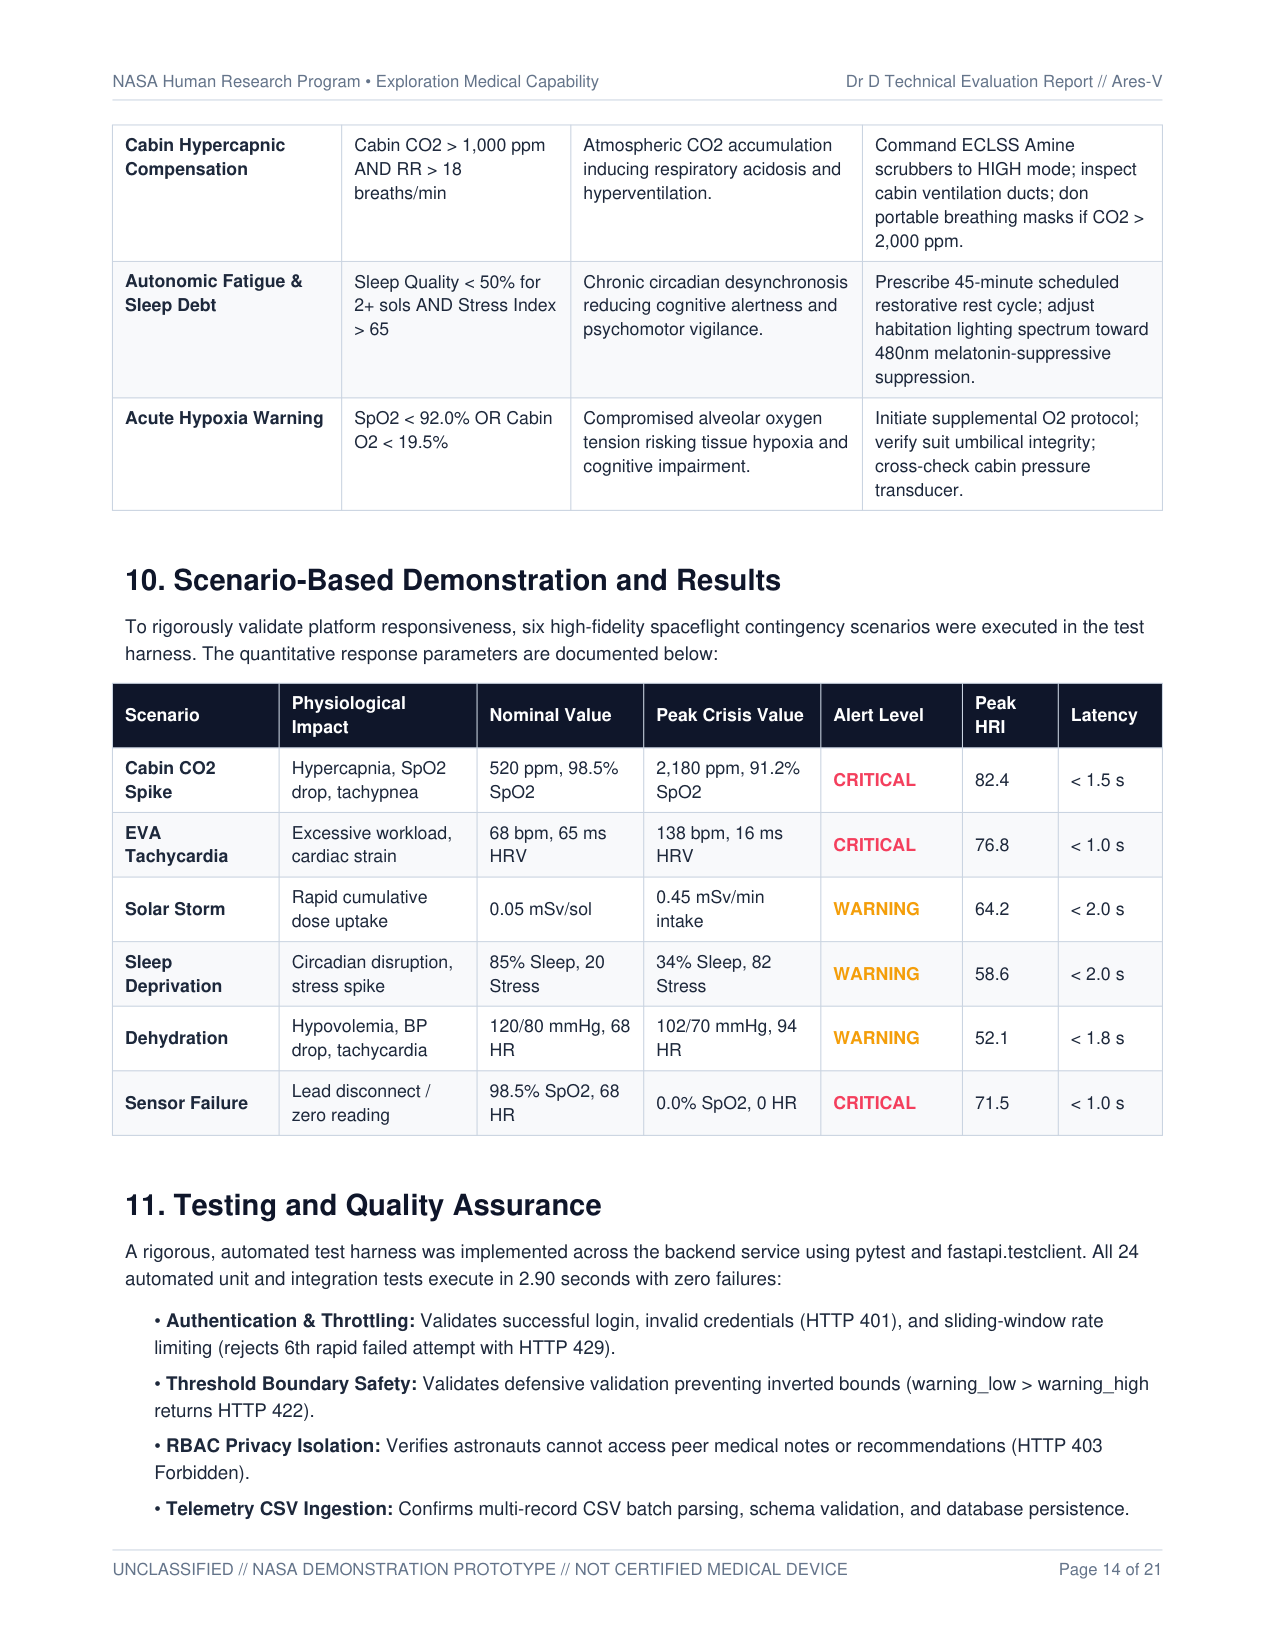 NASA Human Research Program • Exploration Medical Capability
Dr D Technical Evaluation Report // Ares-V
Cabin Hypercapnic
Compensation
Cabin CO2 > 1,000 ppm
AND RR > 18
breaths/min
Atmospheric CO2 accumulation
inducing respiratory acidosis and
hyperventilation.
Command ECLSS Amine
scrubbers to HIGH mode; inspect
cabin ventilation ducts; don
portable breathing masks if CO2 >
2,000 ppm.
Autonomic Fatigue &
Sleep Debt
Sleep Quality < 50% for
2+ sols AND Stress Index
> 65
Chronic circadian desynchronosis
reducing cognitive alertness and
psychomotor vigilance.
Prescribe 45-minute scheduled
restorative rest cycle; adjust
habitation lighting spectrum toward
480nm melatonin-suppressive
suppression.
Acute Hypoxia Warning
SpO2 < 92.0% OR Cabin
O2 < 19.5%
Compromised alveolar oxygen
tension risking tissue hypoxia and
cognitive impairment.
Initiate supplemental O2 protocol;
verify suit umbilical integrity;
cross-check cabin pressure
transducer.
10. Scenario-Based Demonstration and Results
To rigorously validate platform responsiveness, six high-fidelity spaceflight contingency scenarios were executed in the test
harness. The quantitative response parameters are documented below:
Scenario
Physiological
Impact
Nominal Value
Peak Crisis Value
Alert Level
Peak
HRI
Latency
Cabin CO2
Spike
Hypercapnia, SpO2
drop, tachypnea
520 ppm, 98.5%
SpO2
2,180 ppm, 91.2%
SpO2
CRITICAL
82.4
< 1.5 s
EVA
Tachycardia
Excessive workload,
cardiac strain
68 bpm, 65 ms
HRV
138 bpm, 16 ms
HRV
CRITICAL
76.8
< 1.0 s
Solar Storm
Rapid cumulative
dose uptake
0.05 mSv/sol
0.45 mSv/min
intake
WARNING
64.2
< 2.0 s
Sleep
Deprivation
Circadian disruption,
stress spike
85% Sleep, 20
Stress
34% Sleep, 82
Stress
WARNING
58.6
< 2.0 s
Dehydration
Hypovolemia, BP
drop, tachycardia
120/80 mmHg, 68
HR
102/70 mmHg, 94
HR
WARNING
52.1
< 1.8 s
Sensor Failure
Lead disconnect /
zero reading
98.5% SpO2, 68
HR
0.0% SpO2, 0 HR
CRITICAL
71.5
< 1.0 s
11. Testing and Quality Assurance
A rigorous, automated test harness was implemented across the backend service using pytest and fastapi.testclient. All 24
automated unit and integration tests execute in 2.90 seconds with zero failures:
• Authentication & Throttling: Validates successful login, invalid credentials (HTTP 401), and sliding-window rate
limiting (rejects 6th rapid failed attempt with HTTP 429).
• Threshold Boundary Safety: Validates defensive validation preventing inverted bounds (warning_low > warning_high
returns HTTP 422).
• RBAC Privacy Isolation: Verifies astronauts cannot access peer medical notes or recommendations (HTTP 403
Forbidden).
• Telemetry CSV Ingestion: Confirms multi-record CSV batch parsing, schema validation, and database persistence.
UNCLASSIFIED // NASA DEMONSTRATION PROTOTYPE // NOT CERTIFIED MEDICAL DEVICE
Page 14 of 21